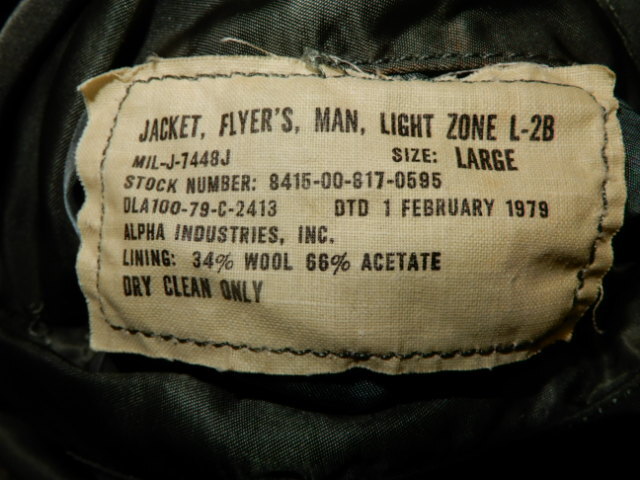 JACKET, FLYER'S, MAN, LIGHT ZONE L-2B
MIL-J-7448J SIZE: LARGE
STOCK NUMBER: 8415-00-817-0595
DLA100-79-C-2413 DTD 1 FEBRUARY 1979
ALPHA INDUSTRIES, INC.
LINING: 34% WOOL 66% ACETATE
DRY CLEAN ONLY